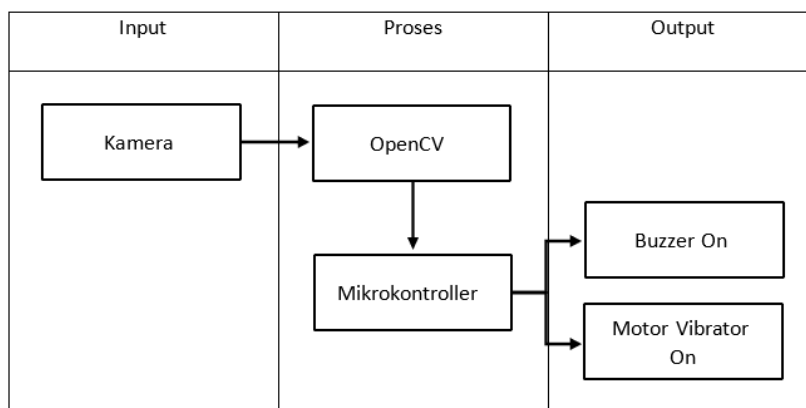 Input
Proses
Output
Kamera
OpenCV
Mikrokontroller
Buzzer On
Motor Vibrator
On